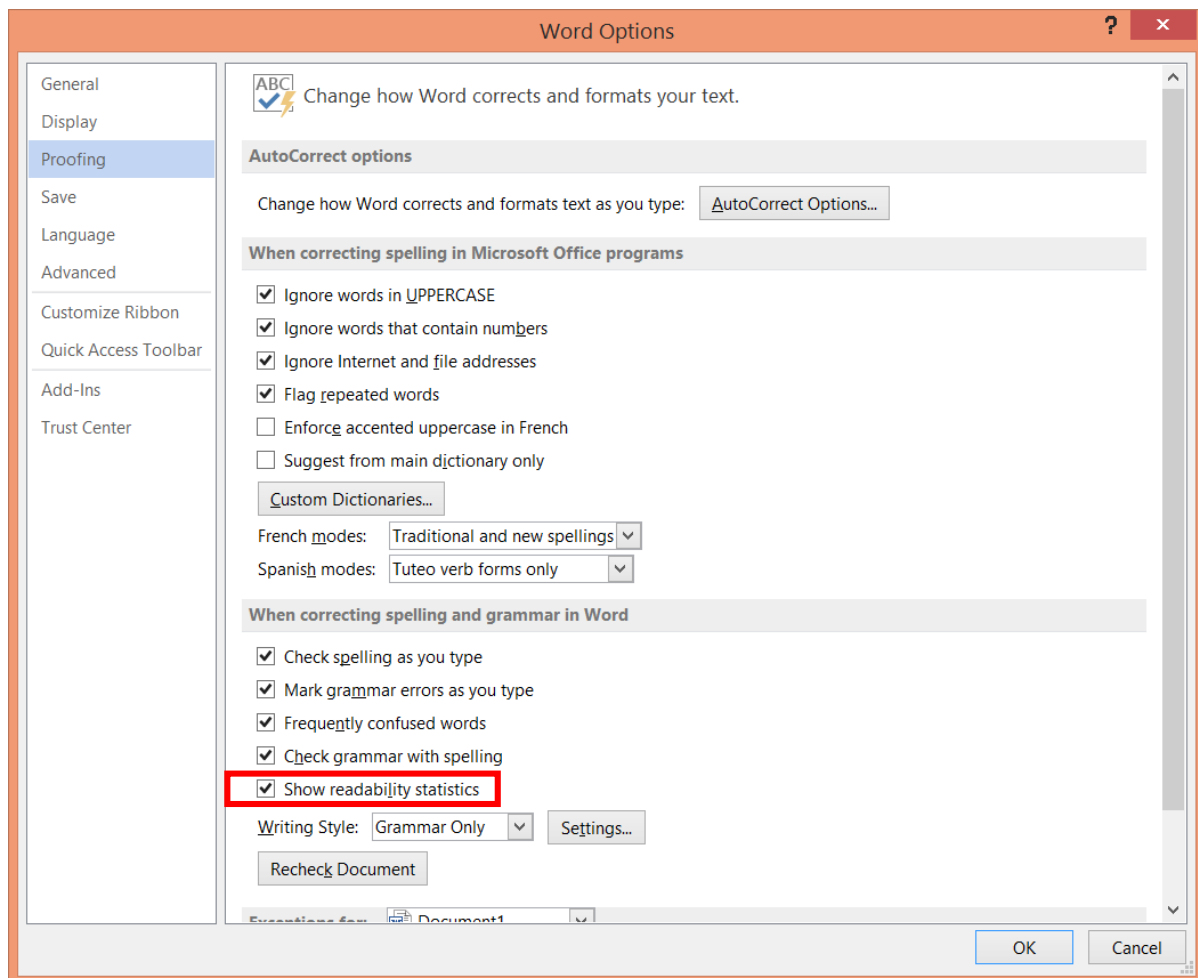 Word Options
?
General
Display
Proofing
Save
Language
Advanced
Customize Ribbon
Quick Access Toolbar
Add-Ins
Trust Center
ABC
Change how Word corrects and formats your text.
AutoCorrect options
Change how Word corrects and formats text as you type: AutoCorrect Options...
When correcting spelling in Microsoft Office programs
Ignore words in UPPERCASE
Ignore words that contain numbers
Ignore Internet and file addresses
Flag repeated words
Enforce accented uppercase in French
Suggest from main dictionary only
Custom Dictionaries...
French modes: Traditional and new spellings
Spanish modes: Tuteo verb forms only
When correcting spelling and grammar in Word
Check spelling as you type
Mark grammar errors as you type
Frequently confused words
Check grammar with spelling
Show readability statistics
Writing Style: Grammar Only Settings...
Recheck Document
Exceptions for: Document1
OK Cancel